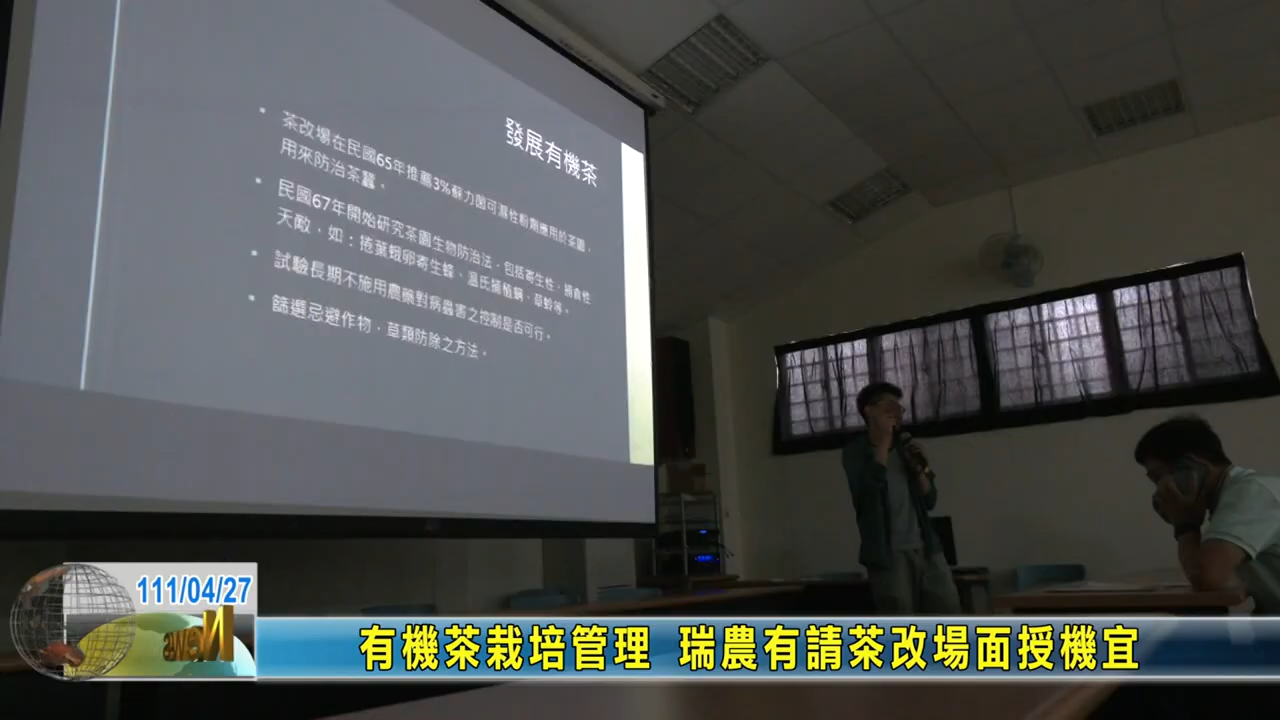 發展有機茶
• 茶改場在民國65年推薦3%蘇力菌可濕性粉劑應用於茶園，
用來防治茶蠶。
• 民國67年開始研究茶園生物防治法，包括寄生性，捕食性
天敵，如：捲葉蛾卵寄生蜂、溫氏捕植蟎、草蛉等。
• 試驗長期不施用農藥對病蟲害之控制是否可行。
• 篩選忌避作物，草類防除之方法。
111/04/27
News
有機茶栽培管理 瑞農有請茶改場面授機宜